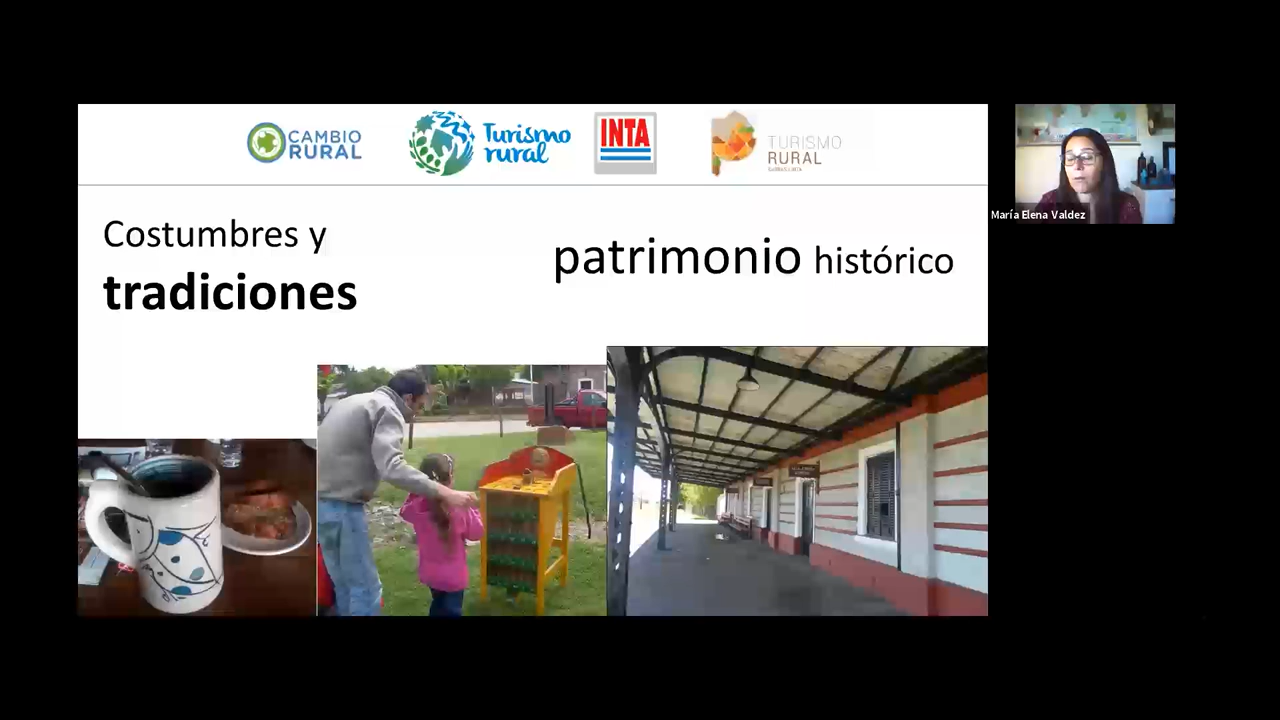 CAMBIO
RURAL
Turismo
rural
INTA
TURISMO
RURAL
Costumbres y
tradiciones
patrimonio histórico
María Elena Valdez